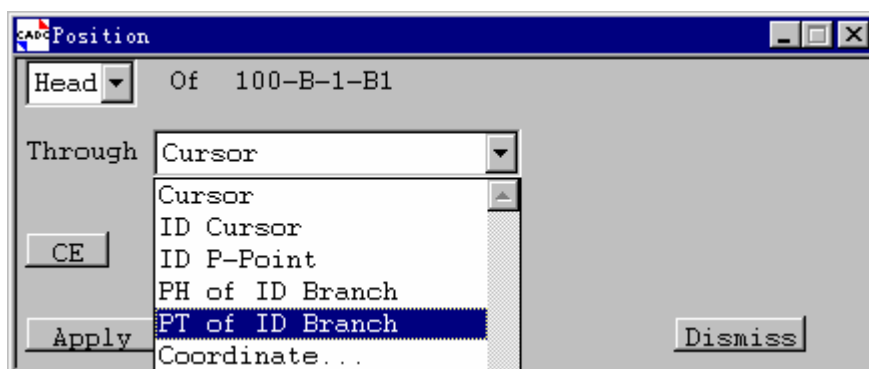 CADC Position
Head Of 100-B-1-B1
Through Cursor
Cursor
ID Cursor
CE
ID P-Point
PH of ID Branch
PT of ID Branch
Apply
Dismiss
Coordinate...